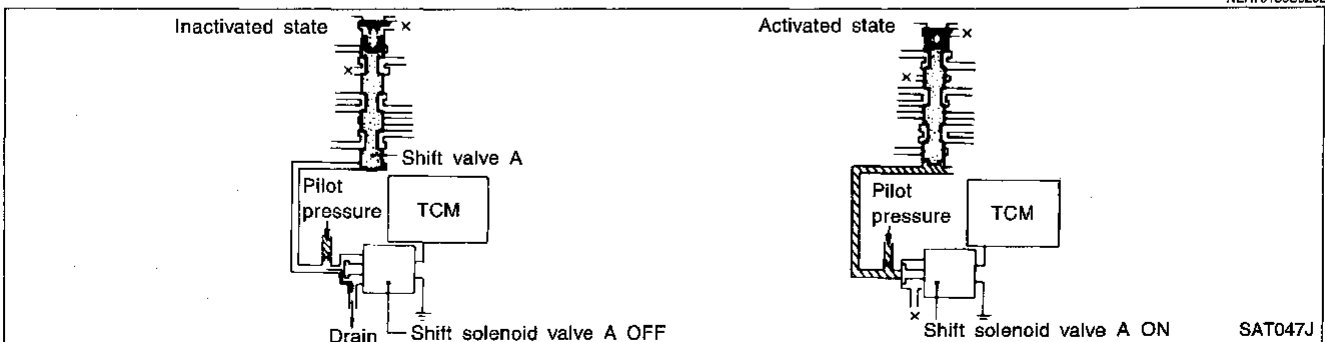 Inactivated state
×
×
Shift valve A
Pilot
pressure
TCM
Drain
Shift solenoid valve A OFF
Activated state
×
×
Pilot
pressure
TCM
×
Shift solenoid valve A ON
SAT047J